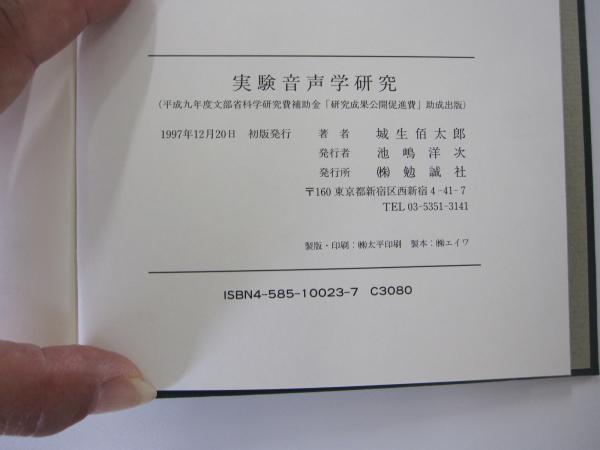 実験音声学研究
(平成九年度文部省科学研究費補助金「研究成果公開促進費」助成出版)
1997年12月20日 初版発行 著者 城生佰太郎
発行者 池嶋洋次
発行所 ㈱勉誠社
〒160 東京都新宿区西新宿4-41-7
TEL 03-5351-3141
製版・印刷:㈱太平印刷 製本:㈱エイワ
ISBN4-585-10023-7 C3080